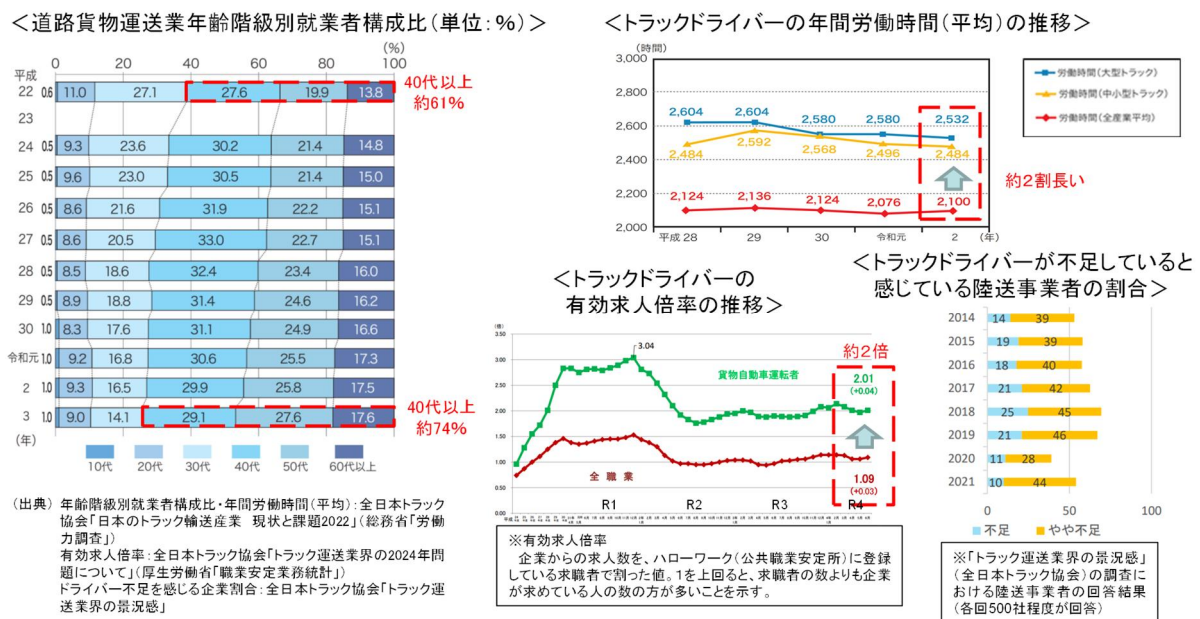 ＜道路貨物運送業年齢階級別就業者構成比（単位：％）＞
(%)
平成 0 20 40 60 80 100
22 0.6 11.0 27.1 27.6 19.9 13.8
40代以上
約61%
23
24 0.5 9.3 23.6 30.2 21.4 14.8
25 0.5 9.6 23.0 30.5 21.4 15.0
26 0.5 8.6 21.6 31.9 22.2 15.1
27 0.5 8.6 20.5 33.0 22.7 15.1
28 0.5 8.5 18.6 32.4 23.4 16.0
29 0.5 8.9 18.8 31.4 24.6 16.2
30 1.0 8.3 17.6 31.1 24.9 16.6
令和元 1.0 9.2 16.8 30.6 25.5 17.3
2 1.0 9.3 16.5 29.9 25.8 17.5
3 1.0 9.0 14.1 29.1 27.6 17.6
40代以上
約74%
(年)
10代 20代 30代 40代 50代 60代以上
（出典）年齢階級別就業者構成比・年間労働時間（平均）：全日本トラック
協会「日本のトラック輸送産業 現状と課題2022」（総務省「労働
力調査」）
有効求人倍率：全日本トラック協会「トラック運送業界の2024年問
題について」（厚生労働省「職業安定業務統計」）
ドライバー不足を感じる企業割合：全日本トラック協会「トラック運
送業界の景況感」
＜トラックドライバーの年間労働時間（平均）の推移＞
(時間)
3,000
2,800
2,600
2,400
2,200
2,000
2,604 2,604 2,580 2,580 2,532
2,484 2,592 2,568 2,496 2,484
2,124 2,136 2,124 2,076 2,100
平成28 29 30 令和元 2 (年)
労働時間(大型トラック)
労働時間(中小型トラック)
労働時間(全産業平均)
約2割長い
＜トラックドライバーの
有効求人倍率の推移＞
(倍)
3.50
3.00
2.50
2.00
1.50
1.00
0.50
0.00
3.04
約2倍
貨物自動車運転者
2.01
(+0.04)
全職業
1.09
(+0.03)
R1 R2 R3 R4
※有効求人倍率
企業からの求人数を、ハローワーク（公共職業安定所）に登録
している求職者で割った値。1を上回ると、求職者の数よりも企業
が求めている人の数の方が多いことを示す。
＜トラックドライバーが不足していると
感じている陸送事業者の割合＞
2014 14 39
2015 19 39
2016 18 40
2017 21 42
2018 25 45
2019 21 46
2020 11 28
2021 10 44
0 50 100
不足 やや不足
※「トラック運送業界の景況感」
（全日本トラック協会）の調査に
おける陸送事業者の回答結果
（各回500社程度が回答）